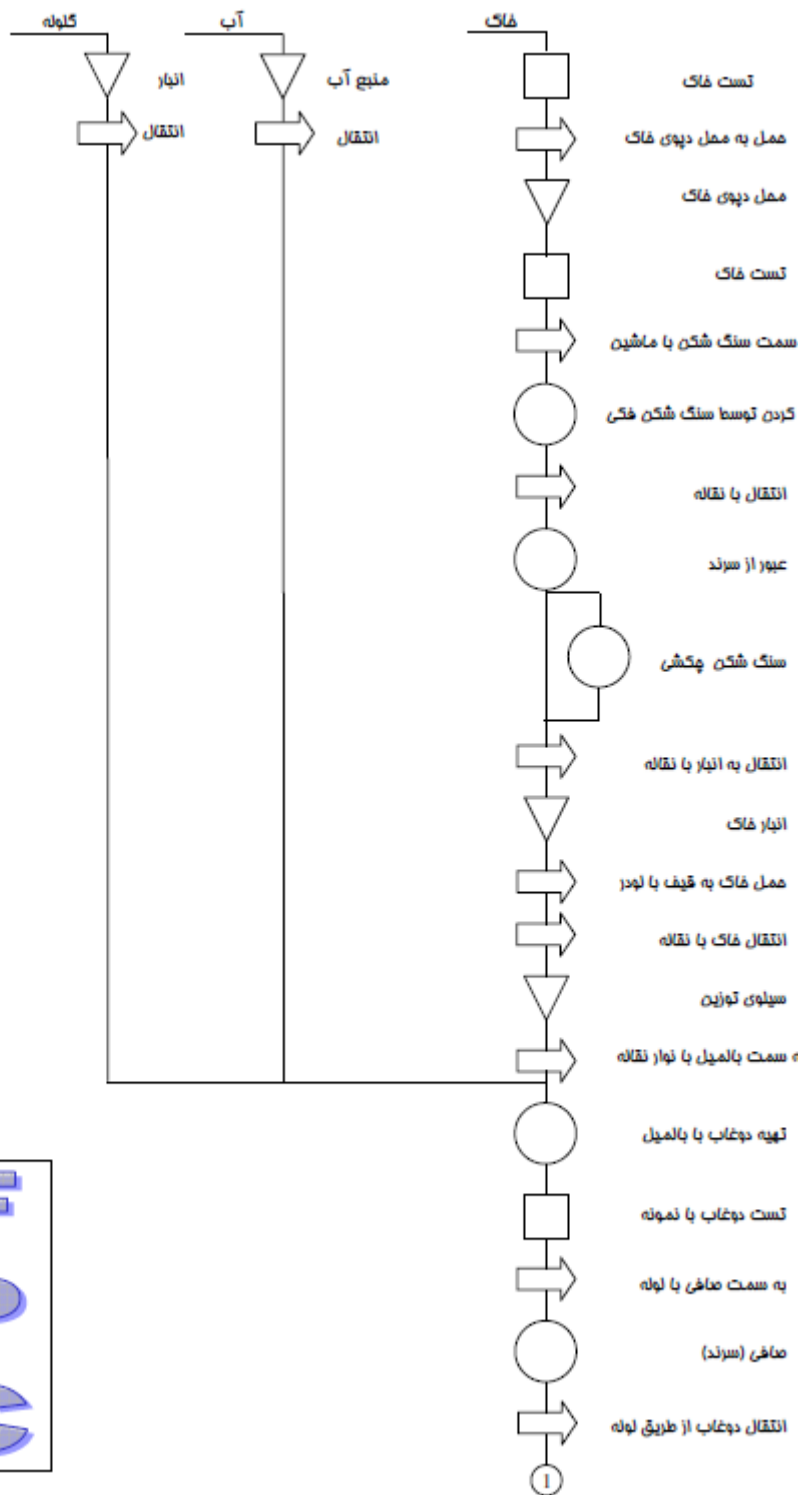 خاک
آب
گلوله
تست خاک
منبع آب
انبار
حمل به محل دپوی خاک
انتقال
انتقال
محل دپوی خاک
تست خاک
سمت سنگ شکن با ماشین
کردن توسط سنگ شکن فکی
انتقال با نقاله
عبور از سرند
سنگ شکن چکشی
انتقال به انبار با نقاله
انبار خاک
حمل خاک به قیف با لودر
انتقال خاک با نقاله
سیلوی توزین
ه سمت بالمیل با نوار نقاله
تهیه دوغاب با بالمیل
تست دوغاب با نمونه
به سمت صافی با لوله
صافی (سرند)
انتقال دوغاب از طریق لوله
1